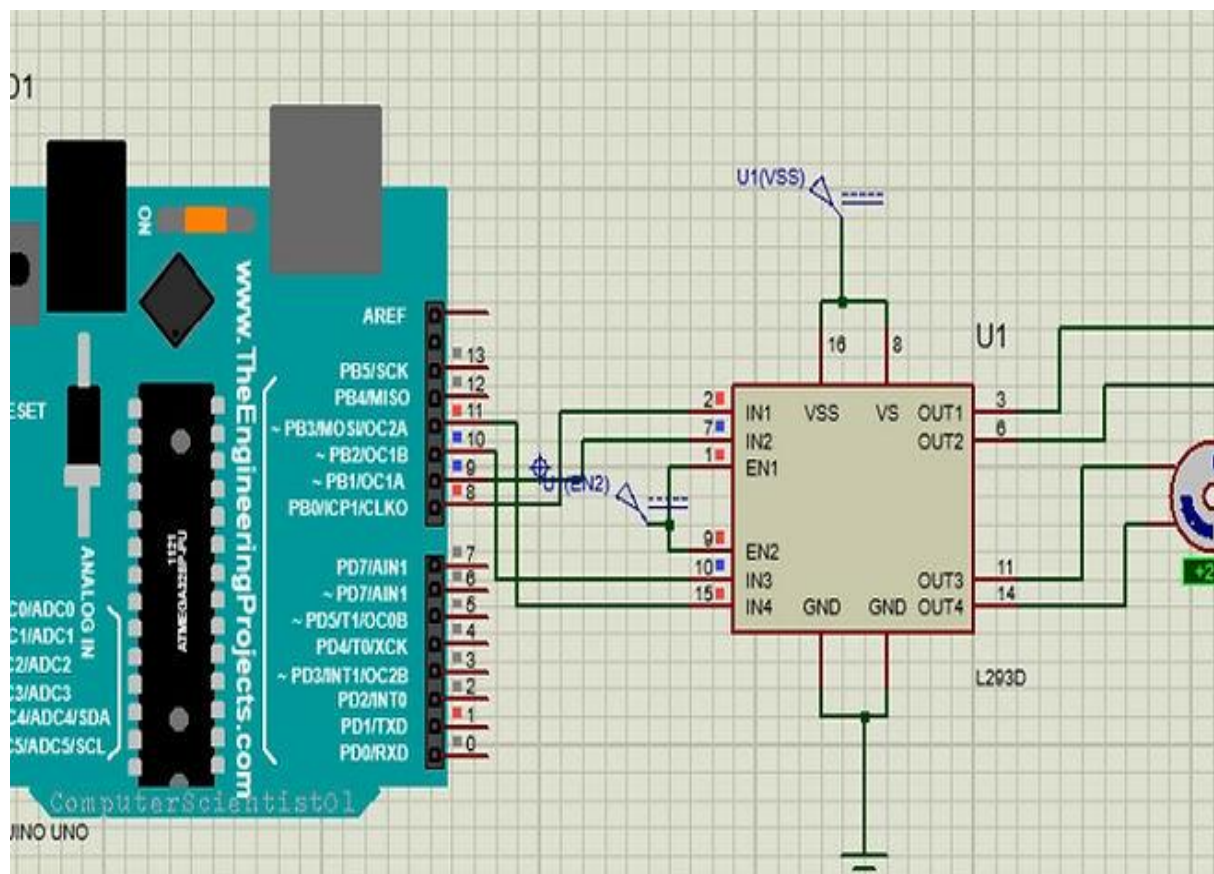 01
ON
www.TheEngineeringProjects.com
ESET
ANALOG IN
AREF
PB5/SCK 13
PB4/MISO 12
~ PB3/MOSI/OC2A 11
~ PB2/OC1B 10
~ PB1/OC1A 9
PB0/ICP1/CLKO 8
PD7/AIN1 7
~ PD7/AIN1 6
~ PD5/T1/OC0B 5
PD4/T0/XCK 4
~ PD3/INT1/OC2B 3
PD2/INT0 2
PD1/TXD 1
PD0/RXD 0
C0/ADC0
C1/ADC1
C2/ADC2
C3/ADC3
C4/ADC4/SDA
C5/ADC5/SCL
1121
ComputerScientist01
UINO UNO
U1(VSS)
(EN2)
U1
16 8
2 IN1 VSS VS OUT1 3
7 IN2 OUT2 6
1 EN1
9 EN2
10 IN3 OUT3 11
15 IN4 GND GND OUT4 14
L293D
+2